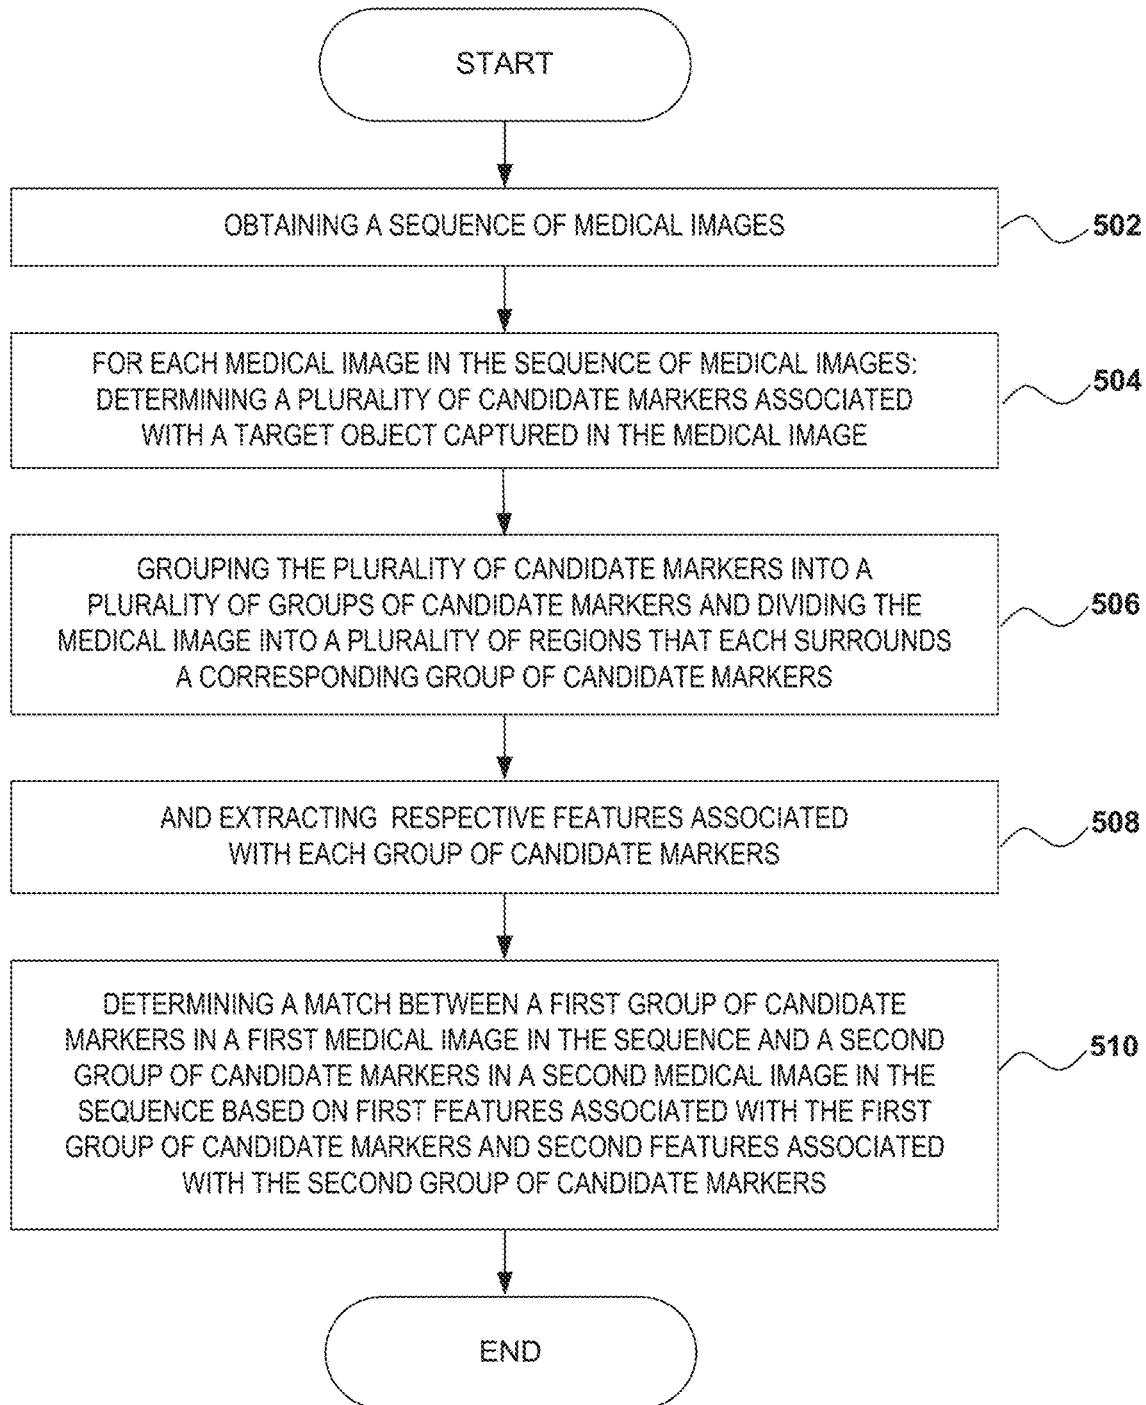 START
OBTAINING A SEQUENCE OF MEDICAL IMAGES
502
FOR EACH MEDICAL IMAGE IN THE SEQUENCE OF MEDICAL IMAGES:
DETERMINING A PLURALITY OF CANDIDATE MARKERS ASSOCIATED
WITH A TARGET OBJECT CAPTURED IN THE MEDICAL IMAGE
504
GROUPING THE PLURALITY OF CANDIDATE MARKERS INTO A
PLURALITY OF GROUPS OF CANDIDATE MARKERS AND DIVIDING THE
MEDICAL IMAGE INTO A PLURALITY OF REGIONS THAT EACH SURROUNDS
A CORRESPONDING GROUP OF CANDIDATE MARKERS
506
AND EXTRACTING RESPECTIVE FEATURES ASSOCIATED
WITH EACH GROUP OF CANDIDATE MARKERS
508
DETERMINING A MATCH BETWEEN A FIRST GROUP OF CANDIDATE
MARKERS IN A FIRST MEDICAL IMAGE IN THE SEQUENCE AND A SECOND
GROUP OF CANDIDATE MARKERS IN A SECOND MEDICAL IMAGE IN THE
SEQUENCE BASED ON FIRST FEATURES ASSOCIATED WITH THE FIRST
GROUP OF CANDIDATE MARKERS AND SECOND FEATURES ASSOCIATED
WITH THE SECOND GROUP OF CANDIDATE MARKERS
510
END